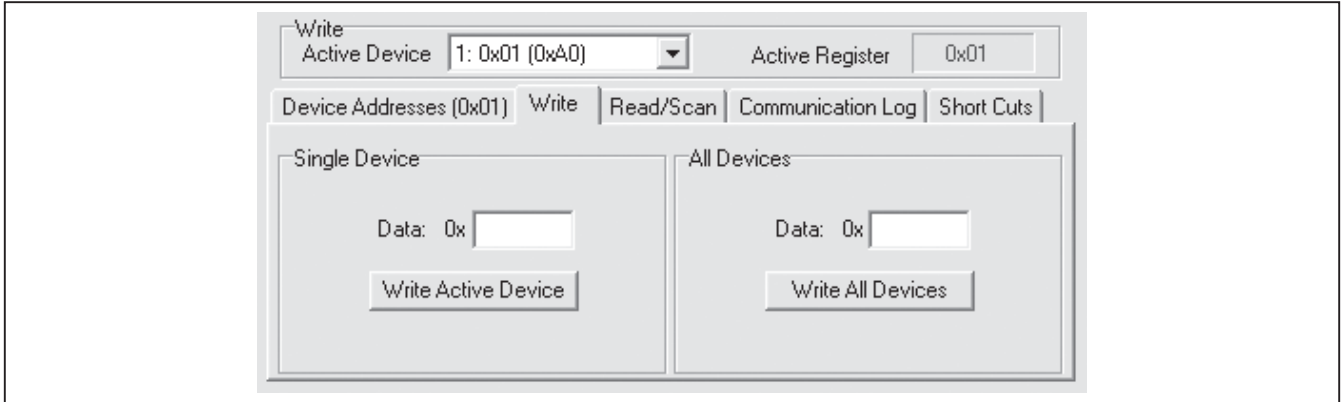 Write
Active Device 1: 0x01 (0xA0) Active Register 0x01
Device Addresses (0x01) Write Read/Scan Communication Log Short Cuts
Single Device All Devices
Data: 0x Data: 0x
Write Active Device Write All Devices